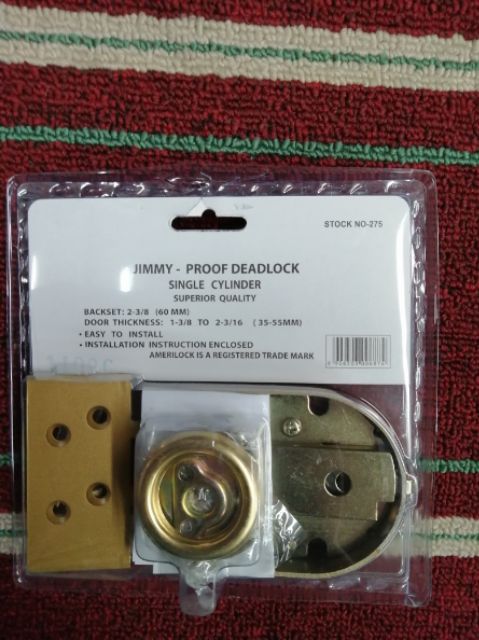 STOCK NO-275
JIMMY - PROOF DEADLOCK
SINGLE CYLINDER
SUPERIOR QUALITY
BACKSET: 2-3/8 (60 MM)
DOOR THICKNESS: 1-3/8 TO 2-3/16 (35-55MM)
• EASY TO INSTALL
• INSTALLATION INSTRUCTION ENCLOSED
AMERILOCK IS A REGISTERED TRADE MARK